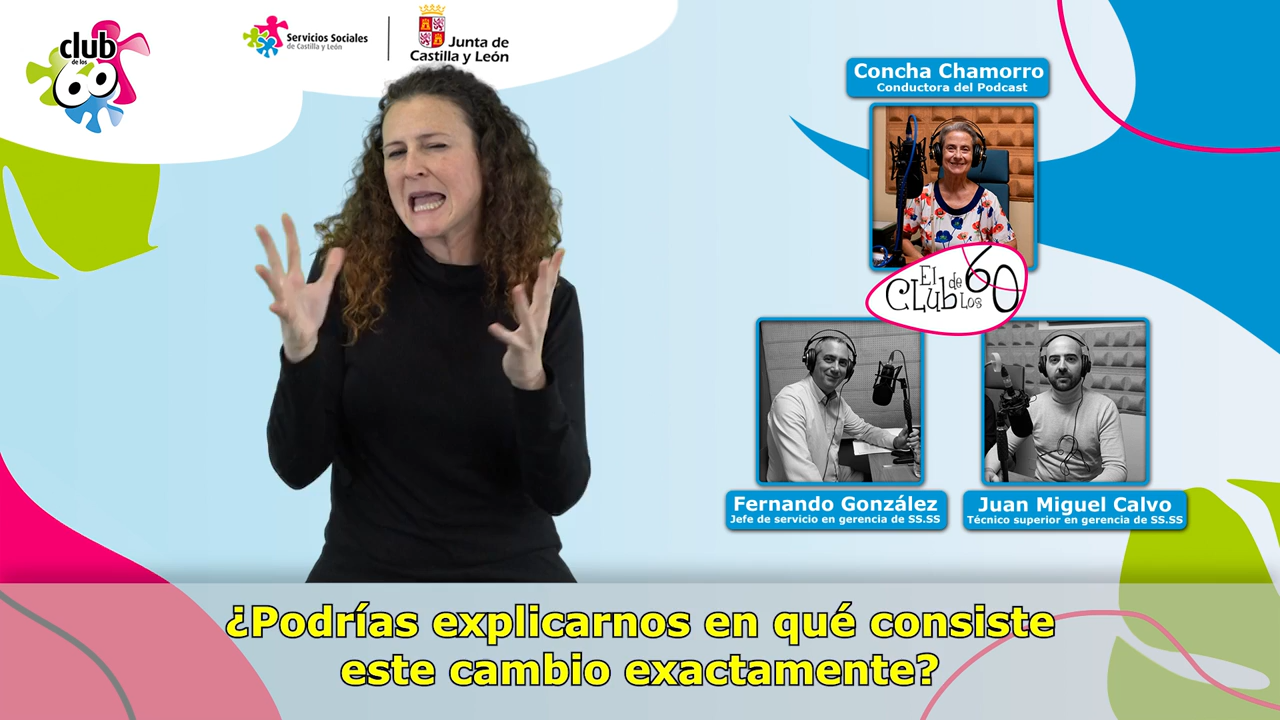 club
de los
60
Servicios Sociales
de Castilla y León
Junta de
Castilla y León
Concha Chamorro
Conductora del Podcast
El
de
60
CLub
Los
Fernando González
Jefe de servicio en gerencia de SS.SS
Juan Miguel Calvo
Técnico superior en gerencia de SS.SS
¿Podrías explicarnos en qué consiste
este cambio exactamente?